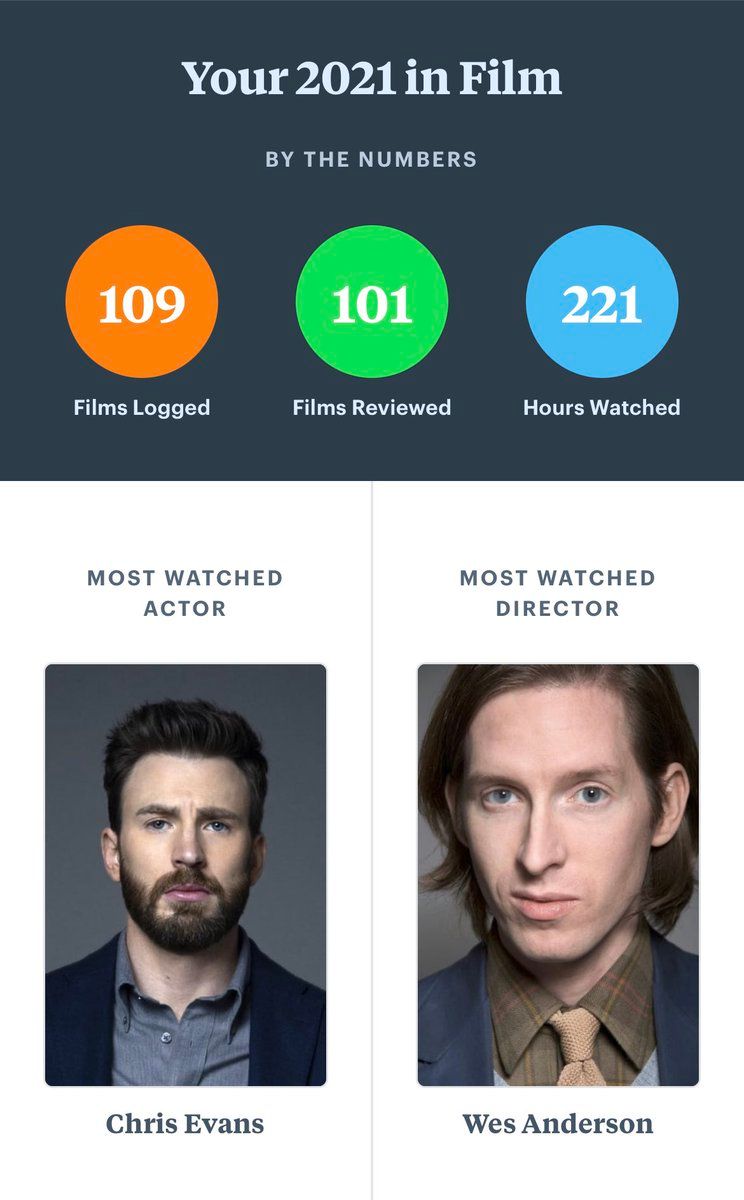 Your 2021 in Film
BY THE NUMBERS
109
101
221
Films Logged
Films Reviewed
Hours Watched
MOST WATCHED
ACTOR
MOST WATCHED
DIRECTOR
Chris Evans
Wes Anderson